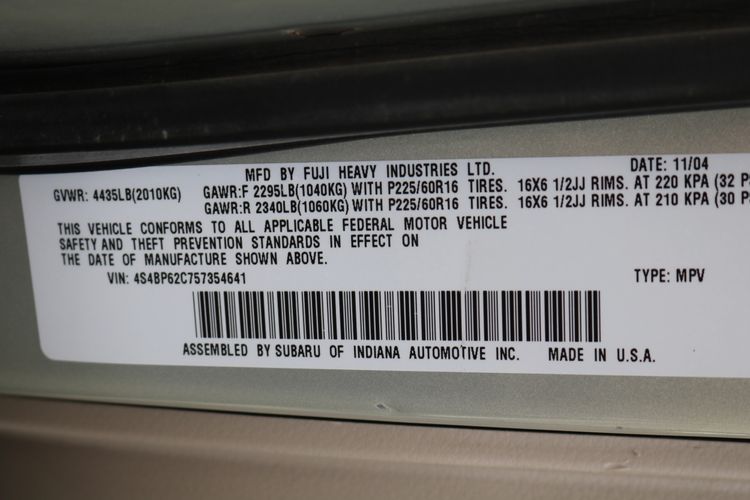 MFD BY FUJI HEAVY INDUSTRIES LTD. DATE: 11/04
GVWR: 4435LB(2010KG) GAWR:F 2295LB(1040KG) WITH P225/60R16 TIRES. 16X6 1/2JJ RIMS. AT 220 KPA (32
GAWR:R 2340LB(1060KG) WITH P225/60R16 TIRES. 16X6 1/2JJ RIMS. AT 210 KPA (30
THIS VEHICLE CONFORMS TO ALL APPLICABLE FEDERAL MOTOR VEHICLE
SAFETY AND THEFT PREVENTION STANDARDS IN EFFECT ON
THE DATE OF MANUFACTURE SHOWN ABOVE.
VIN: 4S4BP62C757354641 TYPE: MPV
ASSEMBLED BY SUBARU OF INDIANA AUTOMOTIVE INC. MADE IN U.S.A.